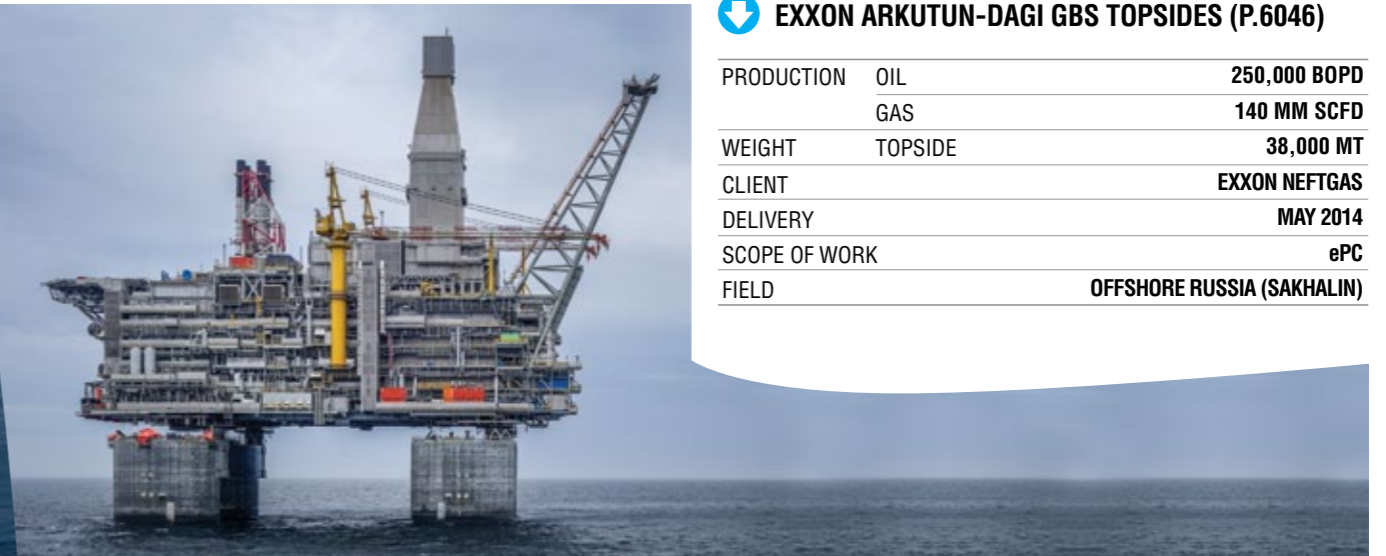 EXXON ARKUTUN-DAGI GBS TOPSIDES (P.6046)
PRODUCTION OIL 250,000 BOPD
GAS 140 MM SCFD
WEIGHT TOPSIDE 38,000 MT
CLIENT EXXON NEFTGAS
DELIVERY MAY 2014
SCOPE OF WORK ePC
FIELD OFFSHORE RUSSIA (SAKHALIN)